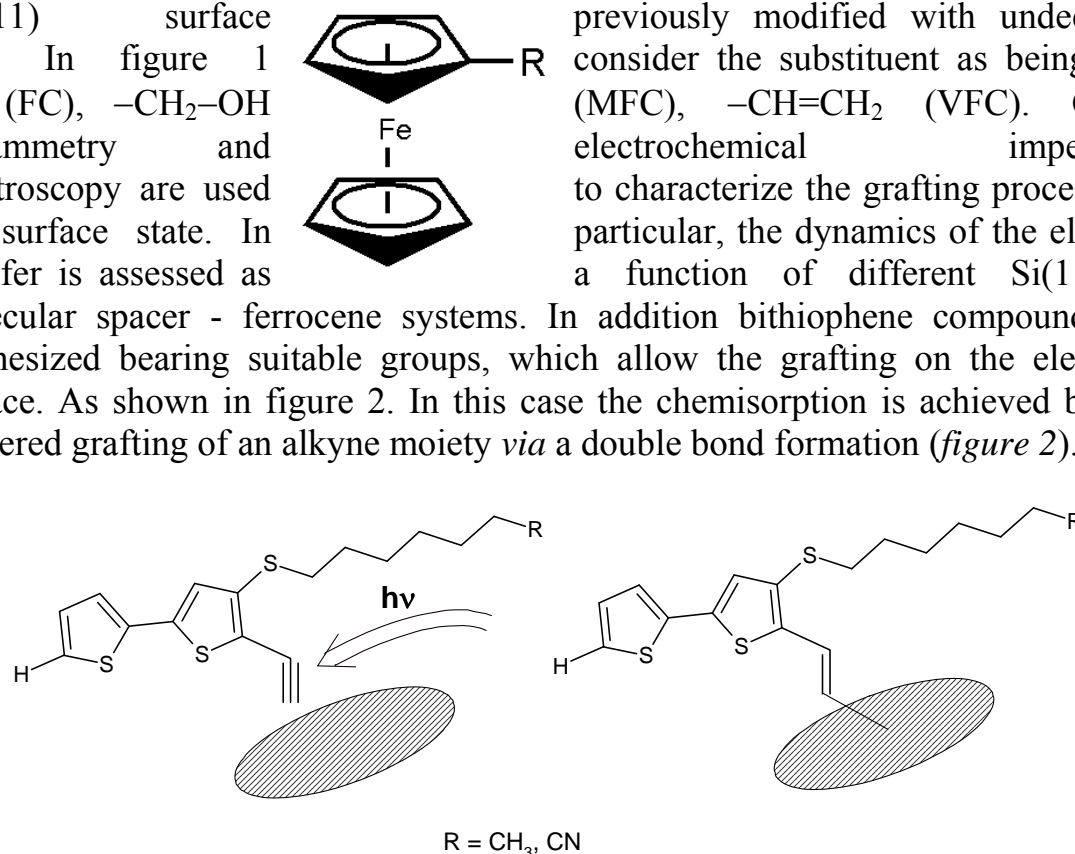 11) surface previously modified with undec
In figure 1 consider the substituent as being
(FC), –CH₂–OH (MFC), –CH=CH₂ (VFC).
ammetry and electrochemical impe
troscopy are used to characterize the grafting proce
surface state. In particular, the dynamics of the el
fer is assessed as a function of different Si(1
ecular spacer - ferrocene systems. In addition bithiophene compound
nesized bearing suitable groups, which allow the grafting on the ele
ace. As shown in figure 2. In this case the chemisorption is achieved b
ered grafting of an alkyne moiety via a double bond formation (figure 2).
R
Fe
R
S
hν
S
S
H
R
S
S
S
H
R = CH₃, CN